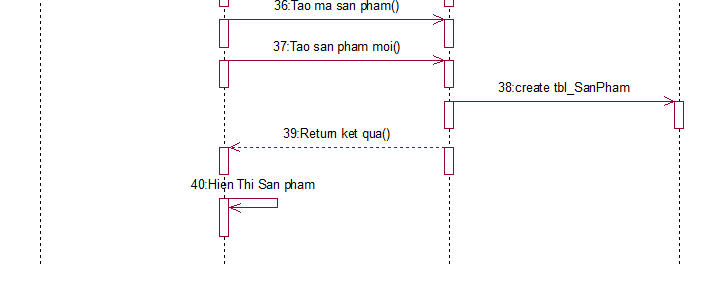 36:Tao ma san pham()
37:Tao san pham moi()
38:create tbl_SanPham
39:Return ket qua()
40:Hien Thi San pham